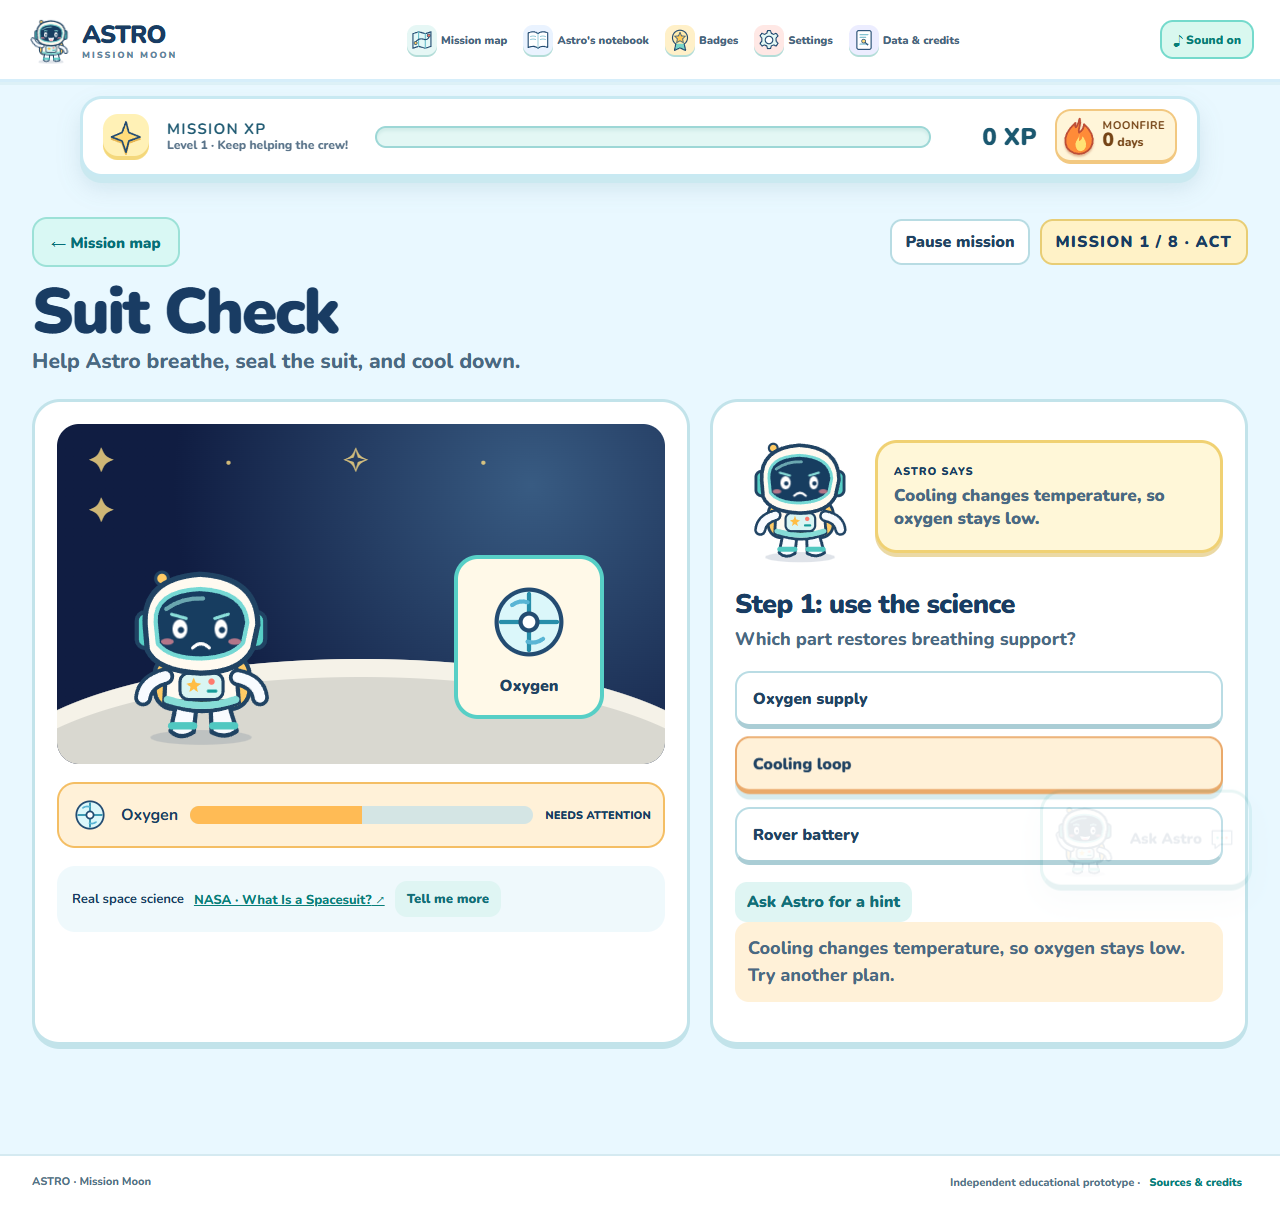 ASTRO
MISSION MOON
Mission map
Astro's notebook
Badges
Settings
Data & credits
♪ Sound on
MISSION XP
Level 1 · Keep helping the crew!
0 XP
MOONFIRE
0 days
← Mission map
Pause mission
MISSION 1 / 8 · ACT
Suit Check
Help Astro breathe, seal the suit, and cool down.
Oxygen
Oxygen
NEEDS ATTENTION
Real space science
NASA · What Is a Spacesuit? ↗
Tell me more
ASTRO SAYS
Cooling changes temperature, so
oxygen stays low.
Step 1: use the science
Which part restores breathing support?
Oxygen supply
Cooling loop
Rover battery
Ask Astro
Ask Astro for a hint
Cooling changes temperature, so oxygen stays low.
Try another plan.
ASTRO · Mission Moon
Independent educational prototype ·
Sources & credits